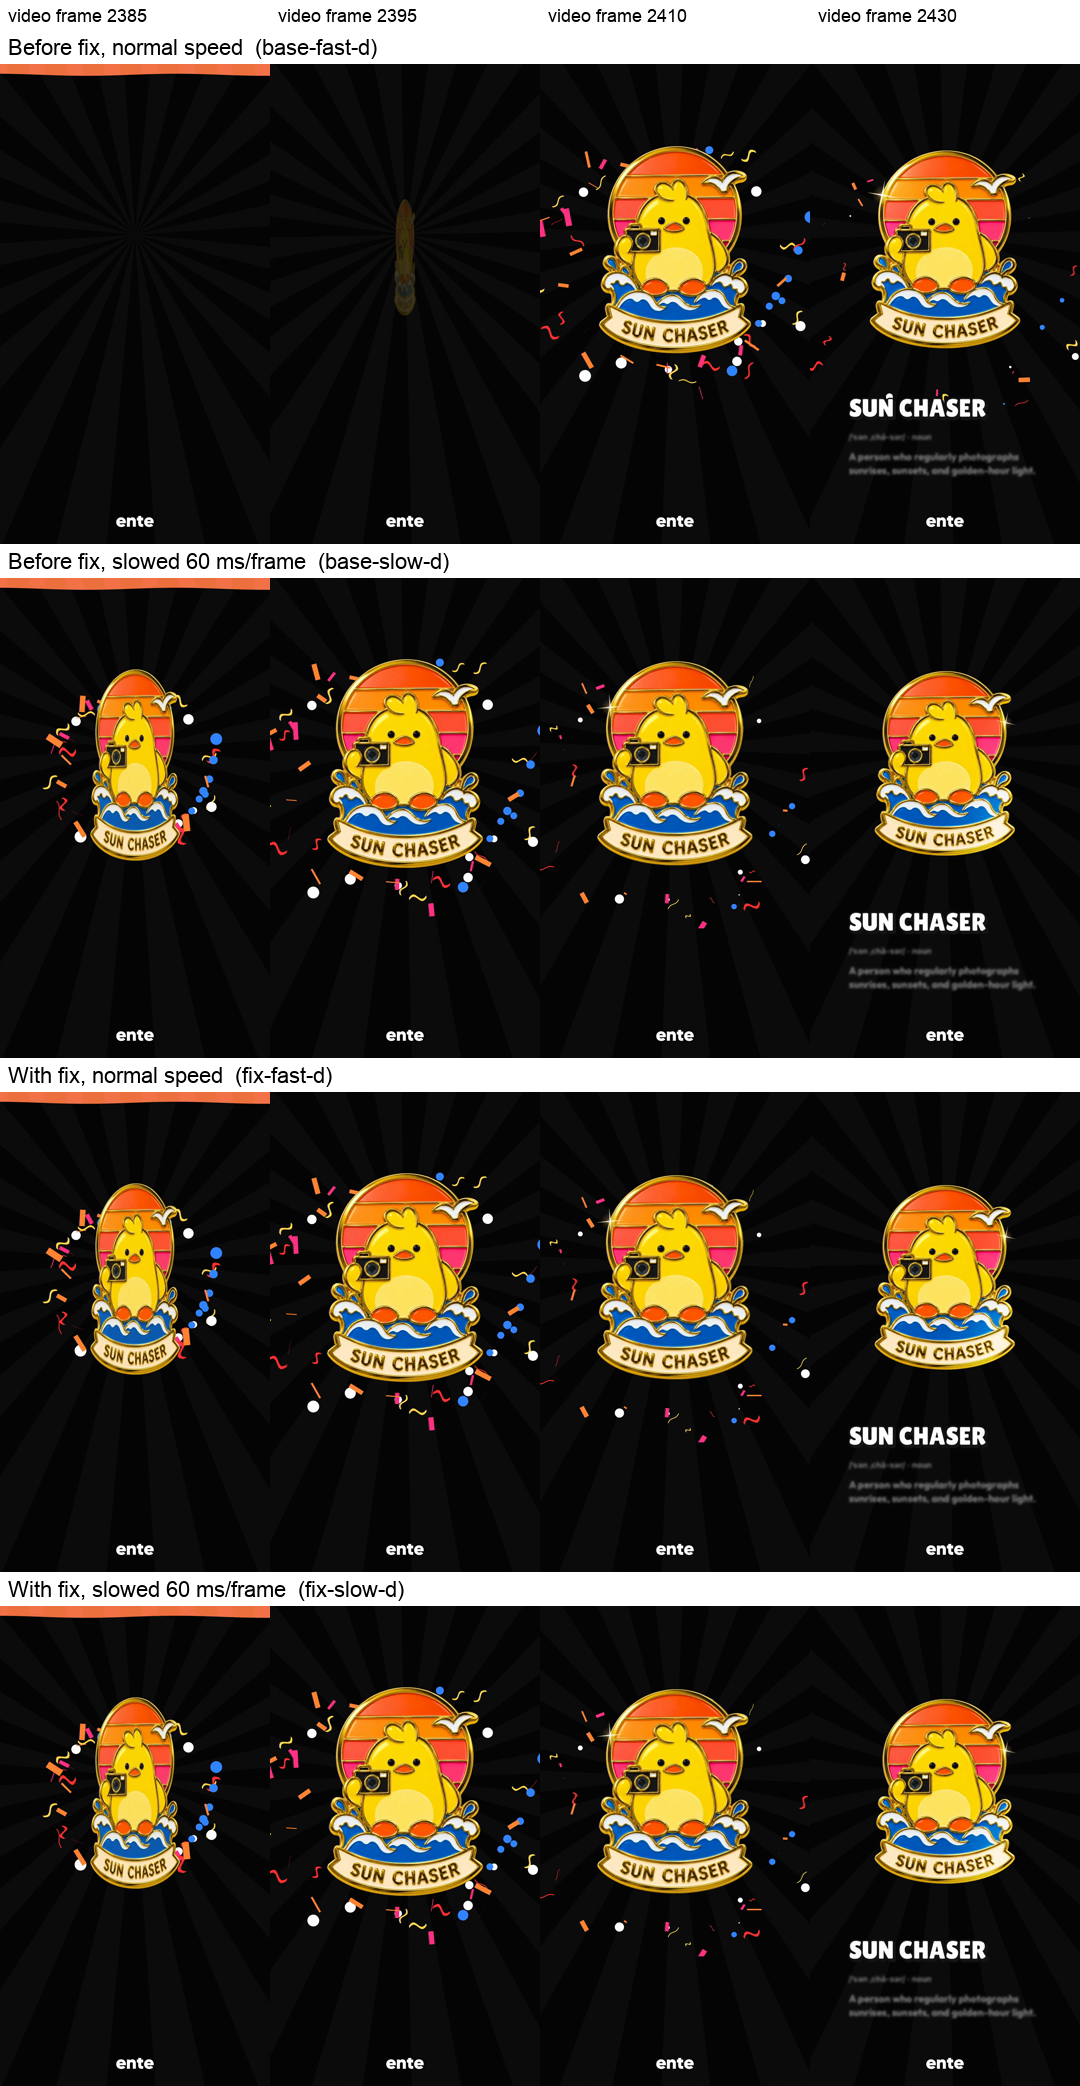 video frame 2385 video frame 2395 video frame 2410 video frame 2430
Before fix, normal speed (base-fast-d)
SUN CHASER SUN CHASER
SUN CHASER
A person who regularly photographs
sunrises, sunsets, and golden-hour light.
ente ente ente ente
Before fix, slowed 60 ms/frame (base-slow-d)
SUN CHASER SUN CHASER SUN CHASER SUN CHASER
SUN CHASER
A person who regularly photographs
sunrises, sunsets, and golden-hour light.
ente ente ente ente
With fix, normal speed (fix-fast-d)
SUN CHASER SUN CHASER SUN CHASER SUN CHASER
SUN CHASER
A person who regularly photographs
sunrises, sunsets, and golden-hour light.
ente ente ente ente
With fix, slowed 60 ms/frame (fix-slow-d)
SUN CHASER SUN CHASER SUN CHASER SUN CHASER
SUN CHASER
A person who regularly photographs
sunrises, sunsets, and golden-hour light.
ente ente ente ente